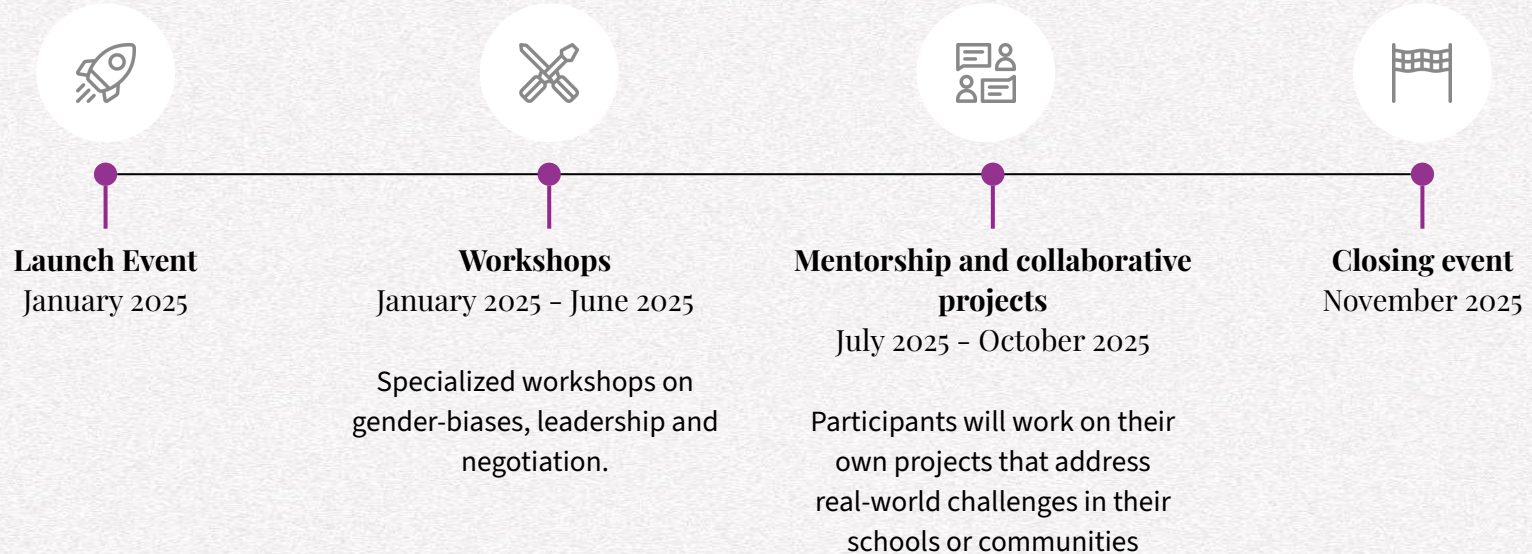 Launch Event
January 2025
Workshops
January 2025 - June 2025
Specialized workshops on
gender-biases, leadership and
negotiation.
Mentorship and collaborative
projects
July 2025 - October 2025
Participants will work on their
own projects that address
real-world challenges in their
schools or communities
Closing event
November 2025